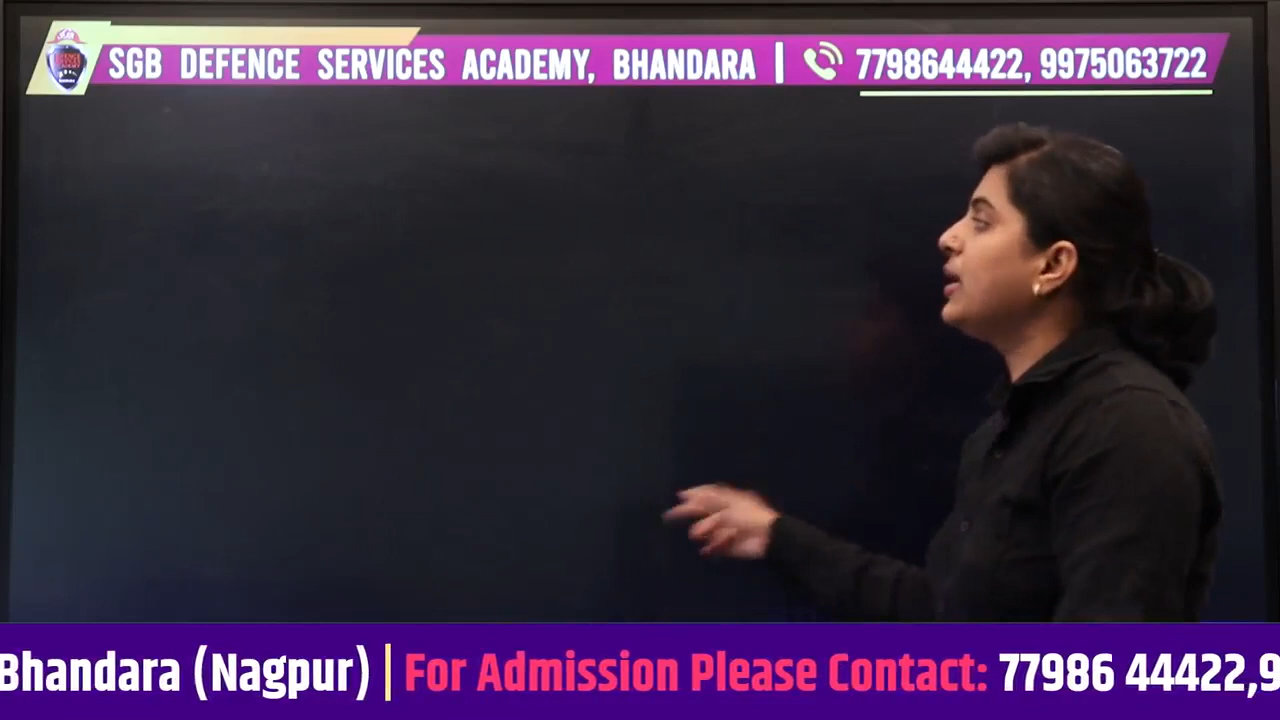 SGB DEFENCE SERVICES ACADEMY, BHANDARA | 7798644422, 9975063722
Bhandara (Nagpur) | For Admission Please Contact: 77986 44422,9